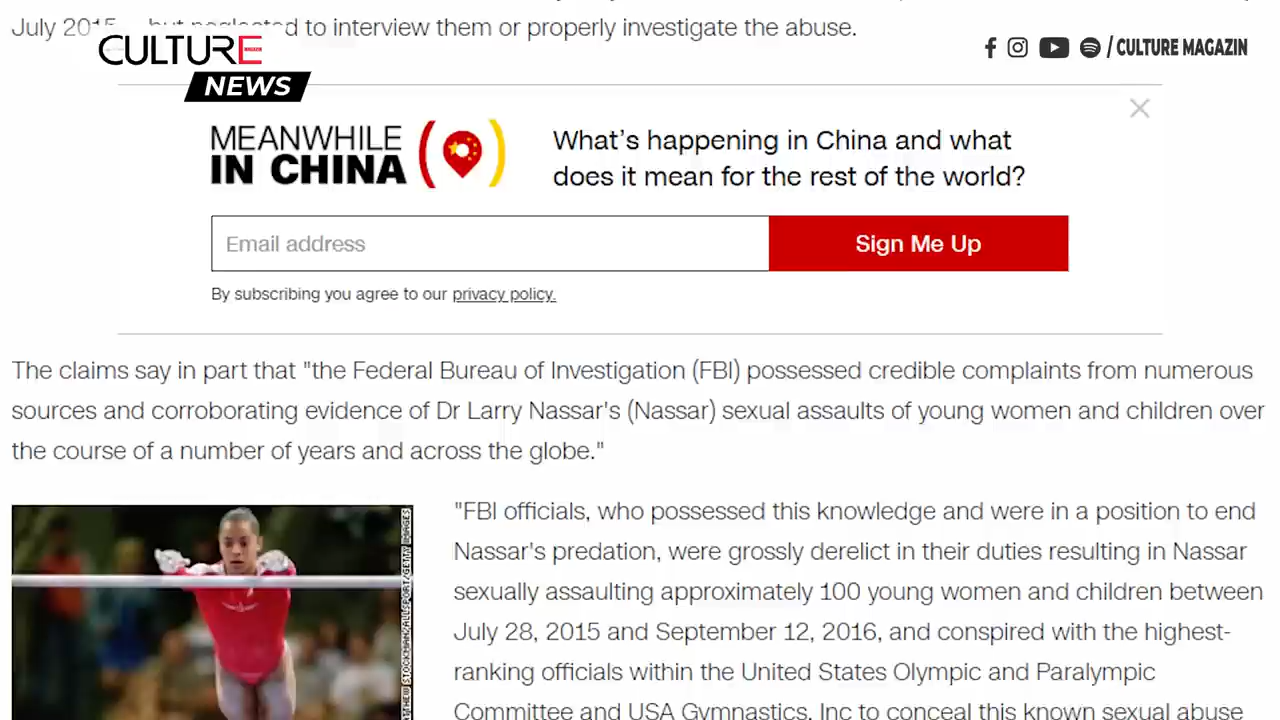 July 20
neglected to interview them or properly investigate the abuse.
CULTURE
NEWS
/ CULTURE MAGAZIN
MEANWHILE
IN CHINA
What's happening in China and what
does it mean for the rest of the world?
Email address
Sign Me Up
By subscribing you agree to our privacy policy.
The claims say in part that "the Federal Bureau of Investigation (FBI) possessed credible complaints from numerous
sources and corroborating evidence of Dr Larry Nassar's (Nassar) sexual assaults of young women and children over
the course of a number of years and across the globe."
"FBI officials, who possessed this knowledge and were in a position to end
Nassar's predation, were grossly derelict in their duties resulting in Nassar
sexually assaulting approximately 100 young women and children between
July 28, 2015 and September 12, 2016, and conspired with the highest-
ranking officials within the United States Olympic and Paralympic
Committee and USA Gymnastics, Inc to conceal this known sexual abuse
STOCKMAN/ALLSPORT/GETTY IMAGES